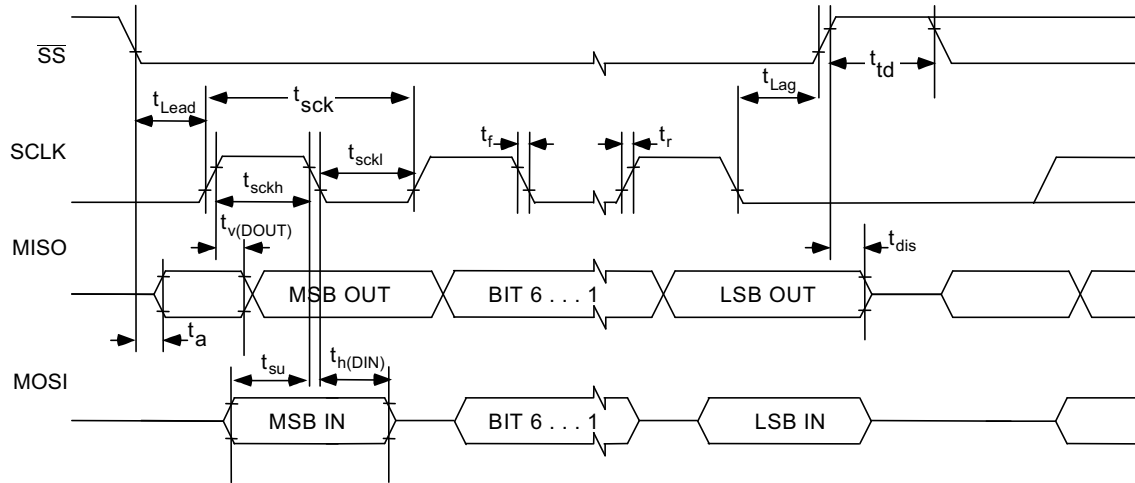 SS
t_Lag
t_td
t_Lead
t_sck
SCLK
t_f
t_r
t_sckl
t_sckh
t_v(DOUT)
MISO
t_dis
MSB OUT
BIT 6 . . . 1
LSB OUT
t_a
t_su
t_h(DIN)
MOSI
MSB IN
BIT 6 . . . 1
LSB IN